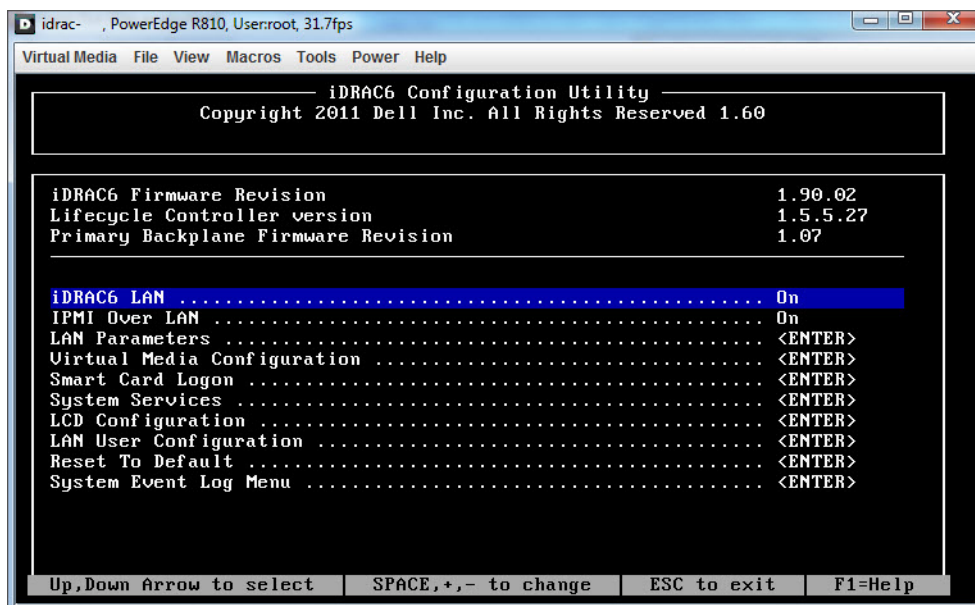 idrac-    , PowerEdge R810, User:root, 31.7fps
Virtual Media  File  View  Macros  Tools  Power  Help
iDRAC6 Configuration Utility
Copyright 2011 Dell Inc. All Rights Reserved 1.60
iDRAC6 Firmware Revision 1.90.02
Lifecycle Controller version 1.5.5.27
Primary Backplane Firmware Revision 1.07
iDRAC6 LAN ................................................... On
IPMI Over LAN ................................................ On
LAN Parameters ............................................... <ENTER>
Virtual Media Configuration .................................. <ENTER>
Smart Card Logon ............................................. <ENTER>
System Services .............................................. <ENTER>
LCD Configuration ............................................ <ENTER>
LAN User Configuration ....................................... <ENTER>
Reset To Default ............................................. <ENTER>
System Event Log Menu ........................................ <ENTER>
Up,Down Arrow to select | SPACE,+,- to change | ESC to exit | F1=Help